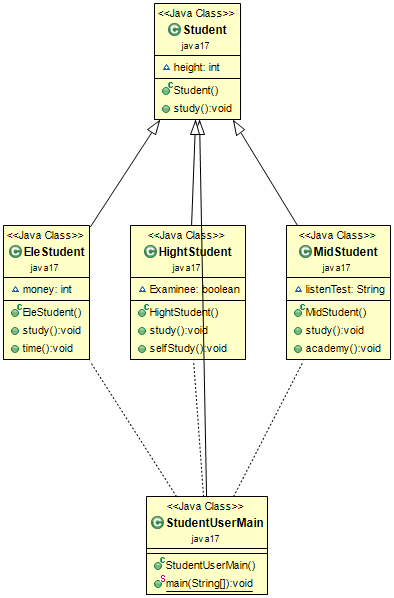 <<Java Class>>
Student
java17
height: int
Student()
study():void
<<Java Class>>
EleStudent
java17
money: int
EleStudent()
study():void
time():void
<<Java Class>>
HightStudent
java17
Examinee: boolean
HightStudent()
study():void
selfStudy():void
<<Java Class>>
MidStudent
java17
listenTest: String
MidStudent()
study():void
academy():void
<<Java Class>>
StudentUserMain
java17
StudentUserMain()
main(String[]):void